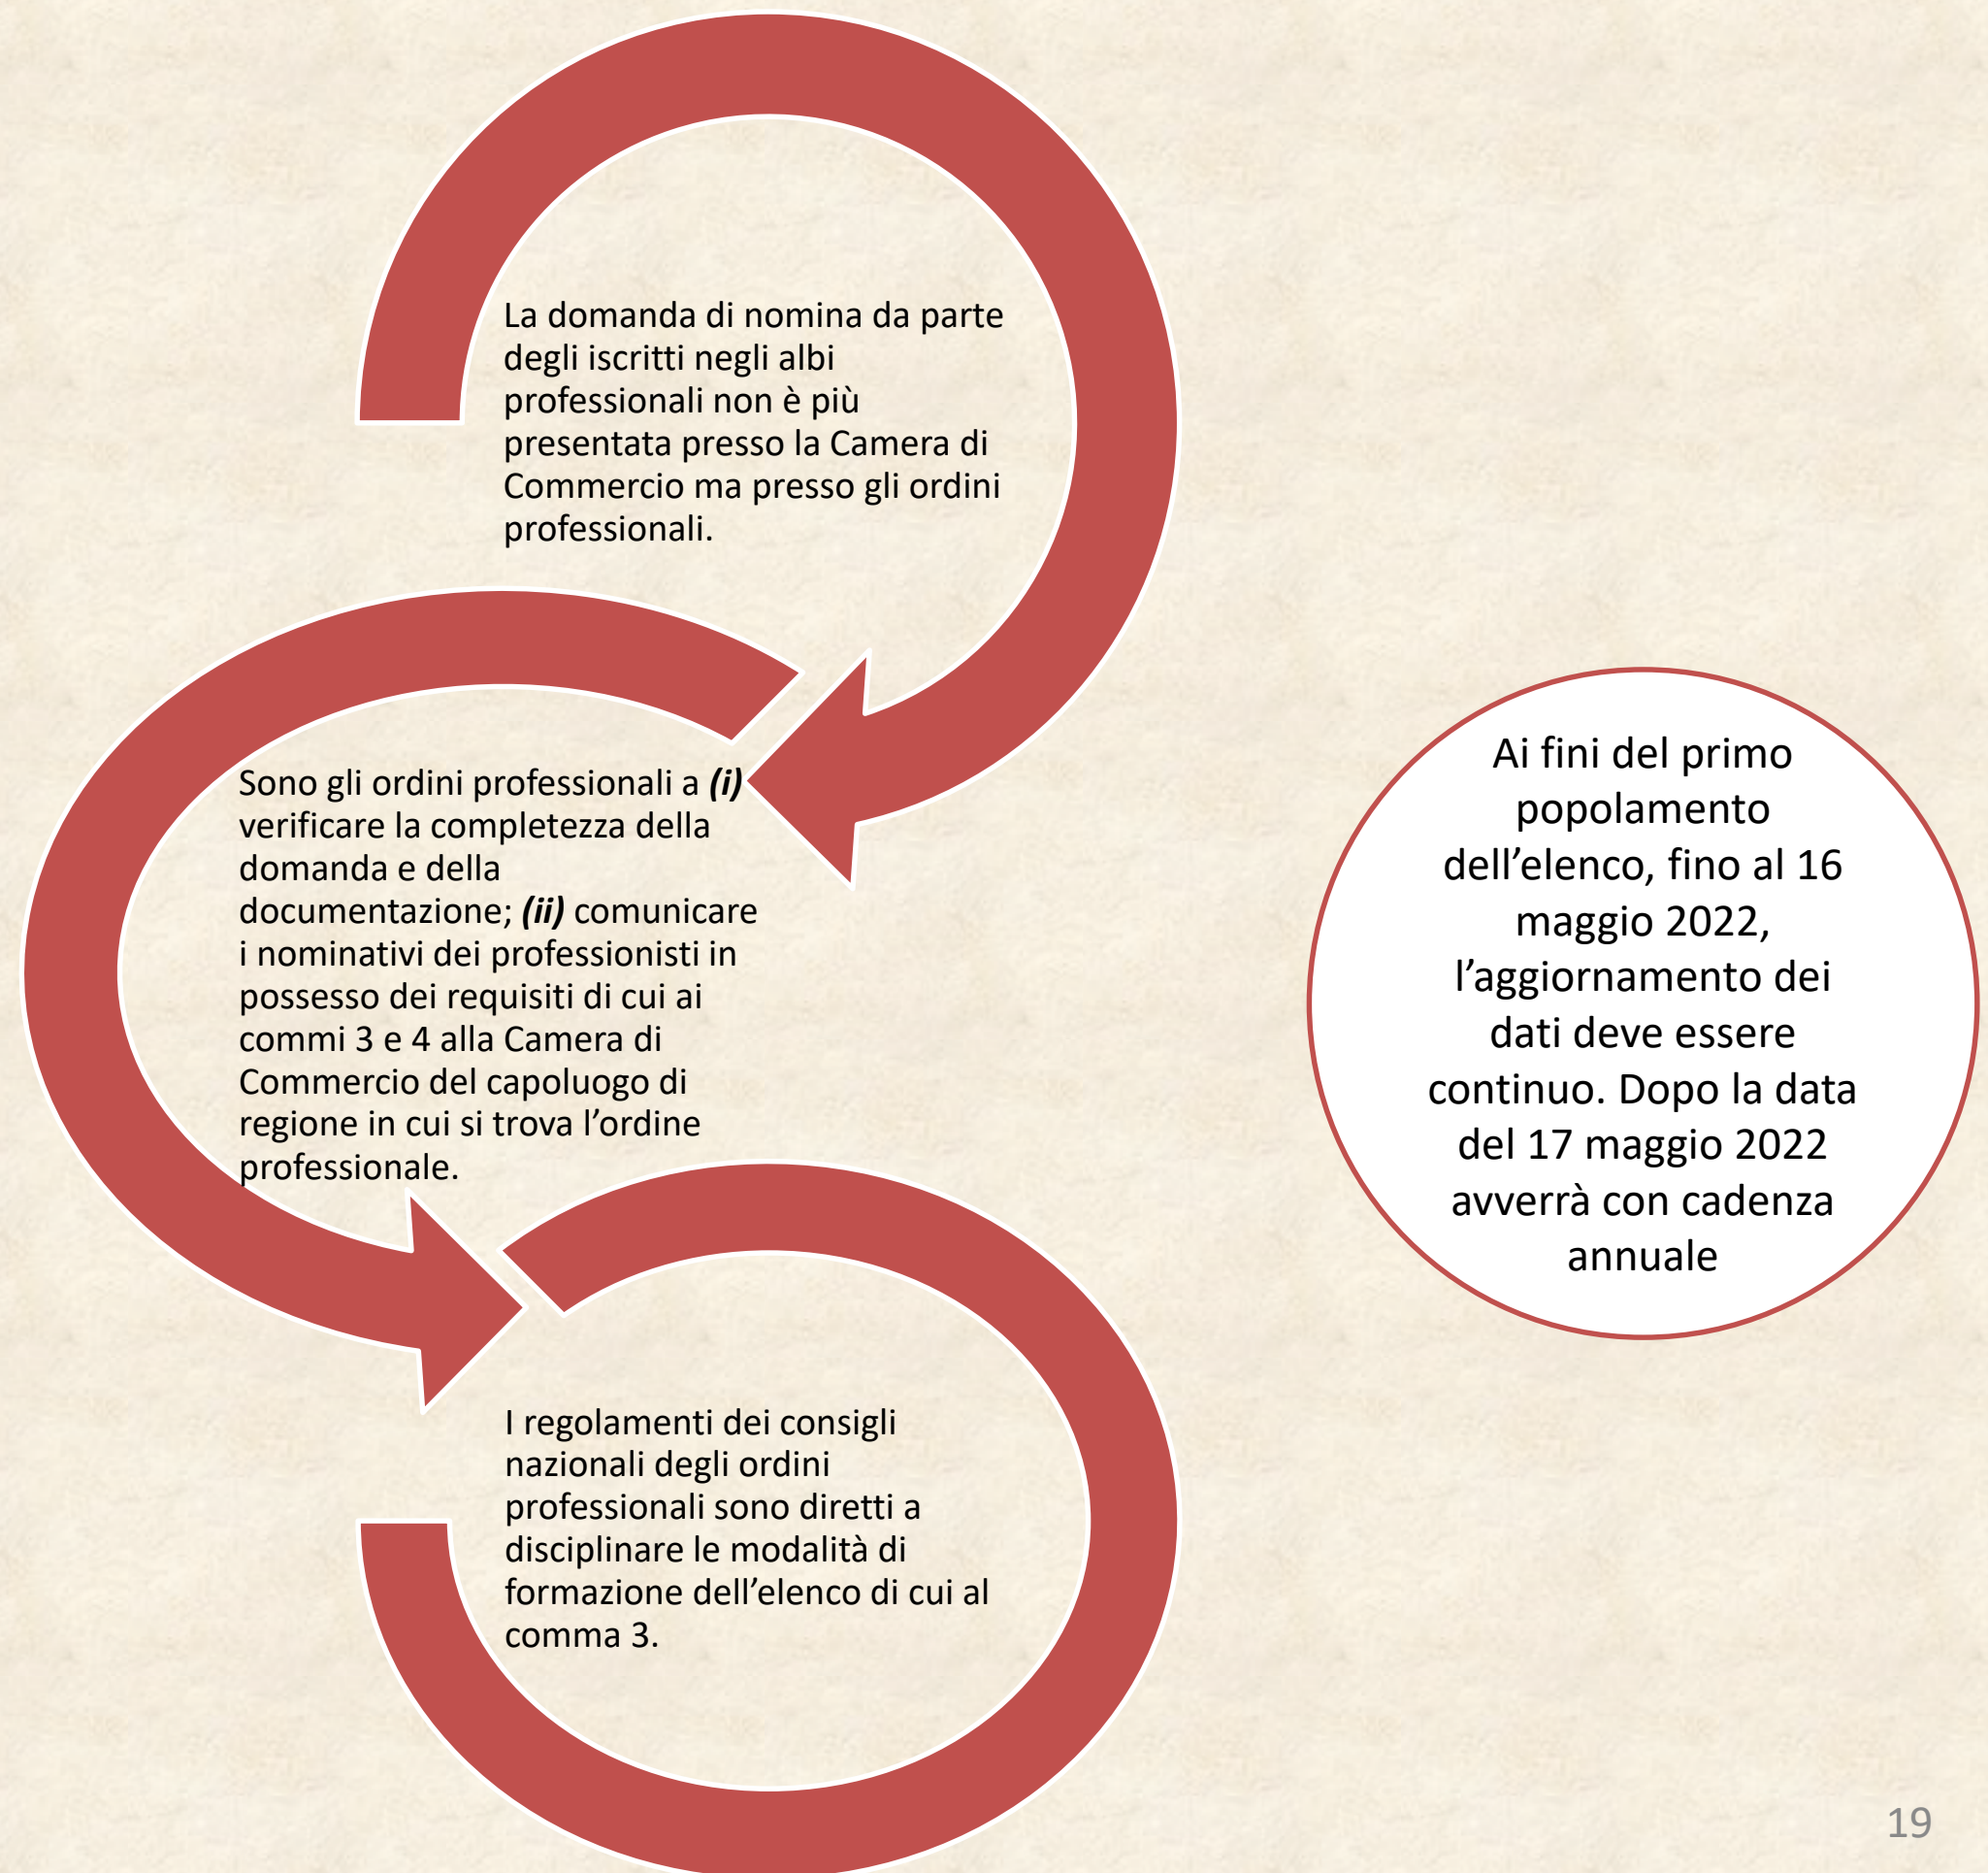 La domanda di nomina da parte
degli iscritti negli albi
professionali non è più
presentata presso la Camera di
Commercio ma presso gli ordini
professionali.
Sono gli ordini professionali a (i)
verificare la completezza della
domanda e della
documentazione; (ii) comunicare
i nominativi dei professionisti in
possesso dei requisiti di cui ai
commi 3 e 4 alla Camera di
Commercio del capoluogo di
regione in cui si trova l’ordine
professionale.
I regolamenti dei consigli
nazionali degli ordini
professionali sono diretti a
disciplinare le modalità di
formazione dell’elenco di cui al
comma 3.
Ai fini del primo
popolamento
dell’elenco, fino al 16
maggio 2022,
l’aggiornamento dei
dati deve essere
continuo. Dopo la data
del 17 maggio 2022
avverrà con cadenza
annuale
19